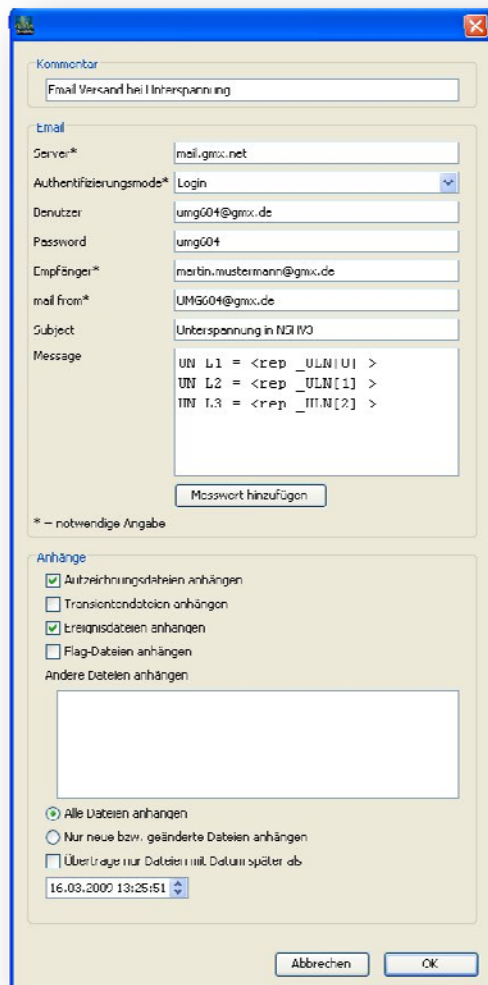 Kommentar
Email Versand bei Unterspannung
Email
Server* mail.gmx.net
Authentifizierungsmode* Login
Benutzer umg604@gmx.de
Password umg604
Empfänger* martin.mustermann@gmx.de
mail from* UMG604@gmx.de
Subject Unterspannung in NSHV3
Message UN L1 = <rep _ULN[0] >
UN L2 = <rep _ULN[1] >
UN L3 = <rep _ULN[2] >
Messwert hinzufügen
* = notwendige Angabe
Anhänge
Aufzeichnungsdateien anhängen
Transientendateien anhängen
Ereignisdateien anhängen
Flag-Dateien anhängen
Andere Dateien anhängen
Alle Dateien anhängen
Nur neue bzw. geänderte Dateien anhängen
Übertrage nur Dateien mit Datum später als
16.03.2009 13:25:51
Abbrechen OK